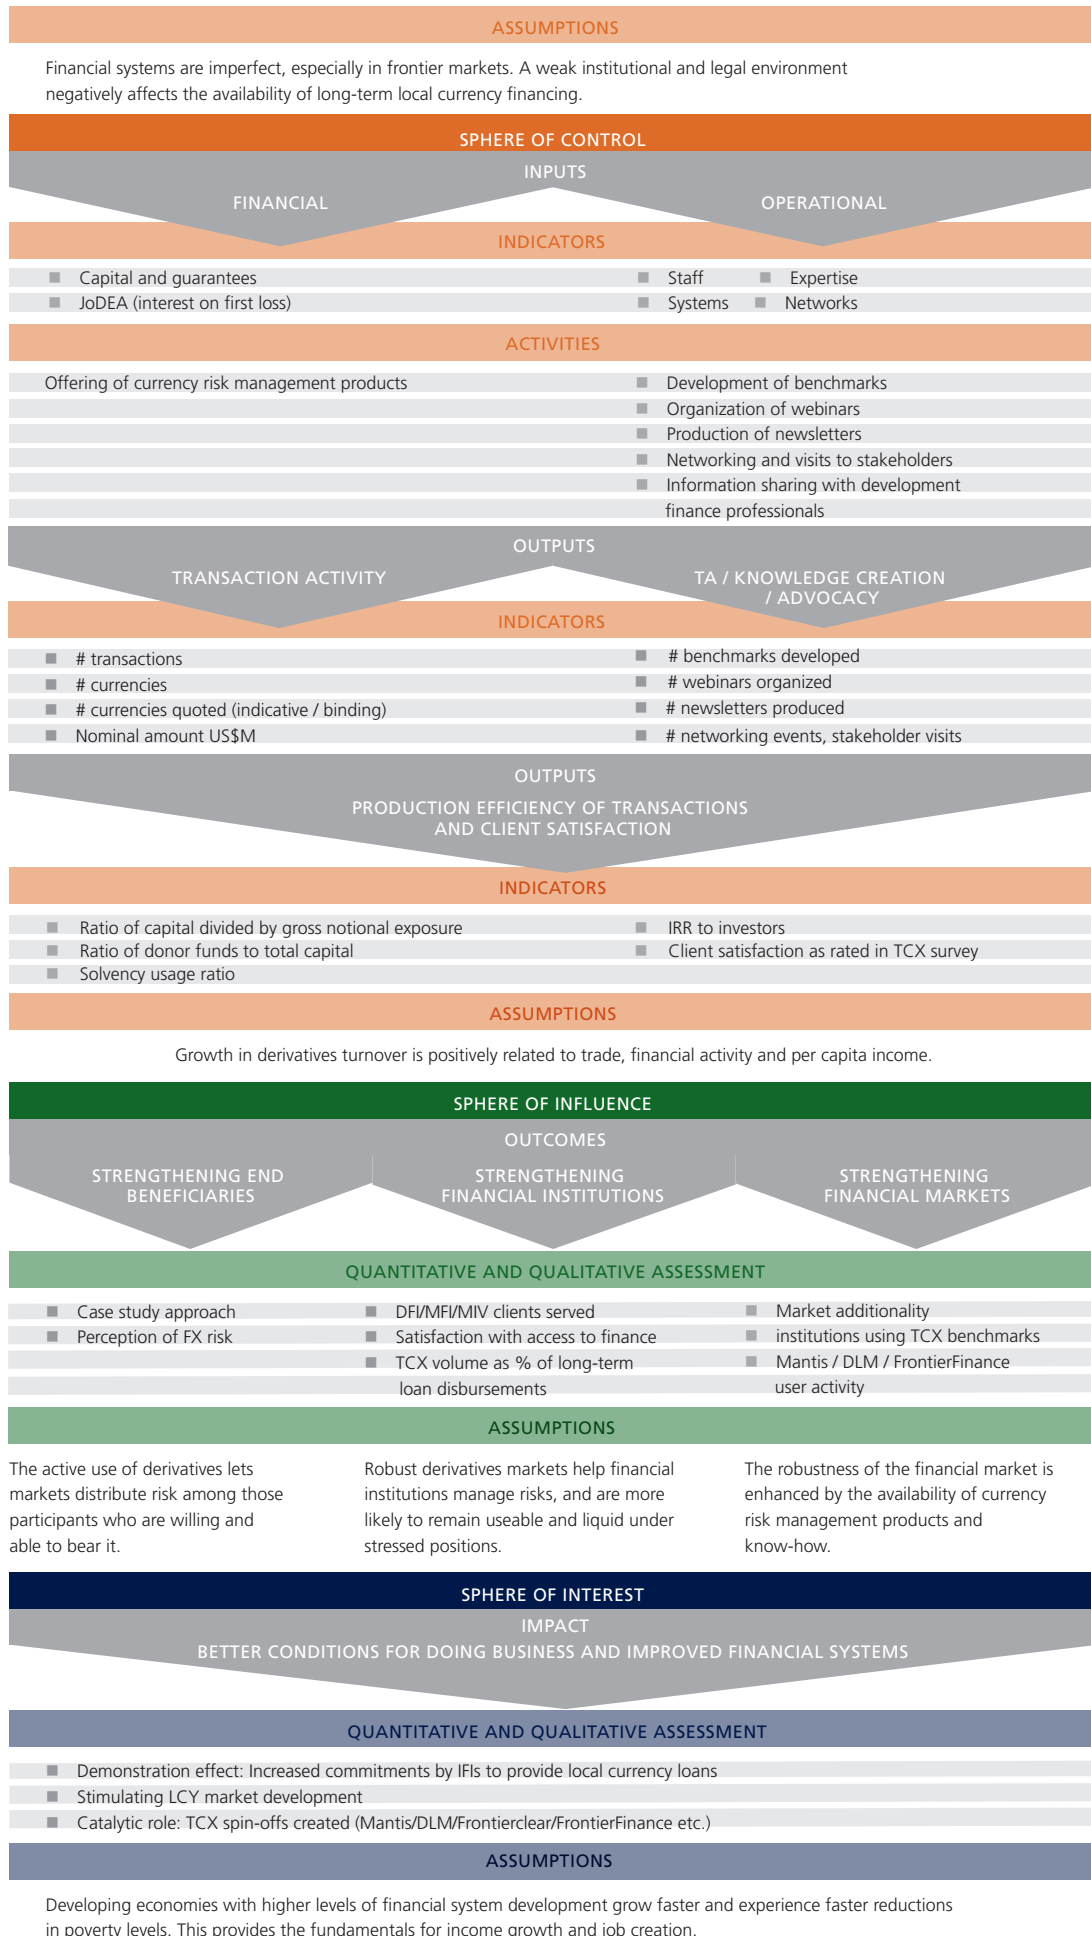 ASSUMPTIONS
Financial systems are imperfect, especially in frontier markets. A weak institutional and legal environment
negatively affects the availability of long-term local currency financing.
SPHERE OF CONTROL
INPUTS
FINANCIAL
OPERATIONAL
INDICATORS
Capital and guarantees
JoDEA (interest on first loss)
Staff
Expertise
Systems
Networks
ACTIVITIES
Offering of currency risk management products
Development of benchmarks
Organization of webinars
Production of newsletters
Networking and visits to stakeholders
Information sharing with development
finance professionals
OUTPUTS
TRANSACTION ACTIVITY
TA / KNOWLEDGE CREATION
/ ADVOCACY
INDICATORS
# transactions
# currencies
# currencies quoted (indicative / binding)
Nominal amount US$M
# benchmarks developed
# webinars organized
# newsletters produced
# networking events, stakeholder visits
OUTPUTS
PRODUCTION EFFICIENCY OF TRANSACTIONS
AND CLIENT SATISFACTION
INDICATORS
Ratio of capital divided by gross notional exposure
Ratio of donor funds to total capital
Solvency usage ratio
IRR to investors
Client satisfaction as rated in TCX survey
ASSUMPTIONS
Growth in derivatives turnover is positively related to trade, financial activity and per capita income.
SPHERE OF INFLUENCE
OUTCOMES
STRENGTHENING END
BENEFICIARIES
STRENGTHENING
FINANCIAL INSTITUTIONS
STRENGTHENING
FINANCIAL MARKETS
QUANTITATIVE AND QUALITATIVE ASSESSMENT
Case study approach
Perception of FX risk
DFI/MFI/MIV clients served
Satisfaction with access to finance
TCX volume as % of long-term
loan disbursements
Market additionality
institutions using TCX benchmarks
Mantis / DLM / FrontierFinance
user activity
ASSUMPTIONS
The active use of derivatives lets
markets distribute risk among those
participants who are willing and
able to bear it.
Robust derivatives markets help financial
institutions manage risks, and are more
likely to remain useable and liquid under
stressed positions.
The robustness of the financial market is
enhanced by the availability of currency
risk management products and
know-how.
SPHERE OF INTEREST
IMPACT
BETTER CONDITIONS FOR DOING BUSINESS AND IMPROVED FINANCIAL SYSTEMS
QUANTITATIVE AND QUALITATIVE ASSESSMENT
Demonstration effect: Increased commitments by IFIs to provide local currency loans
Stimulating LCY market development
Catalytic role: TCX spin-offs created (Mantis/DLM/Frontierclear/FrontierFinance etc.)
ASSUMPTIONS
Developing economies with higher levels of financial system development grow faster and experience faster reductions
in poverty levels. This provides the fundamentals for income growth and job creation.